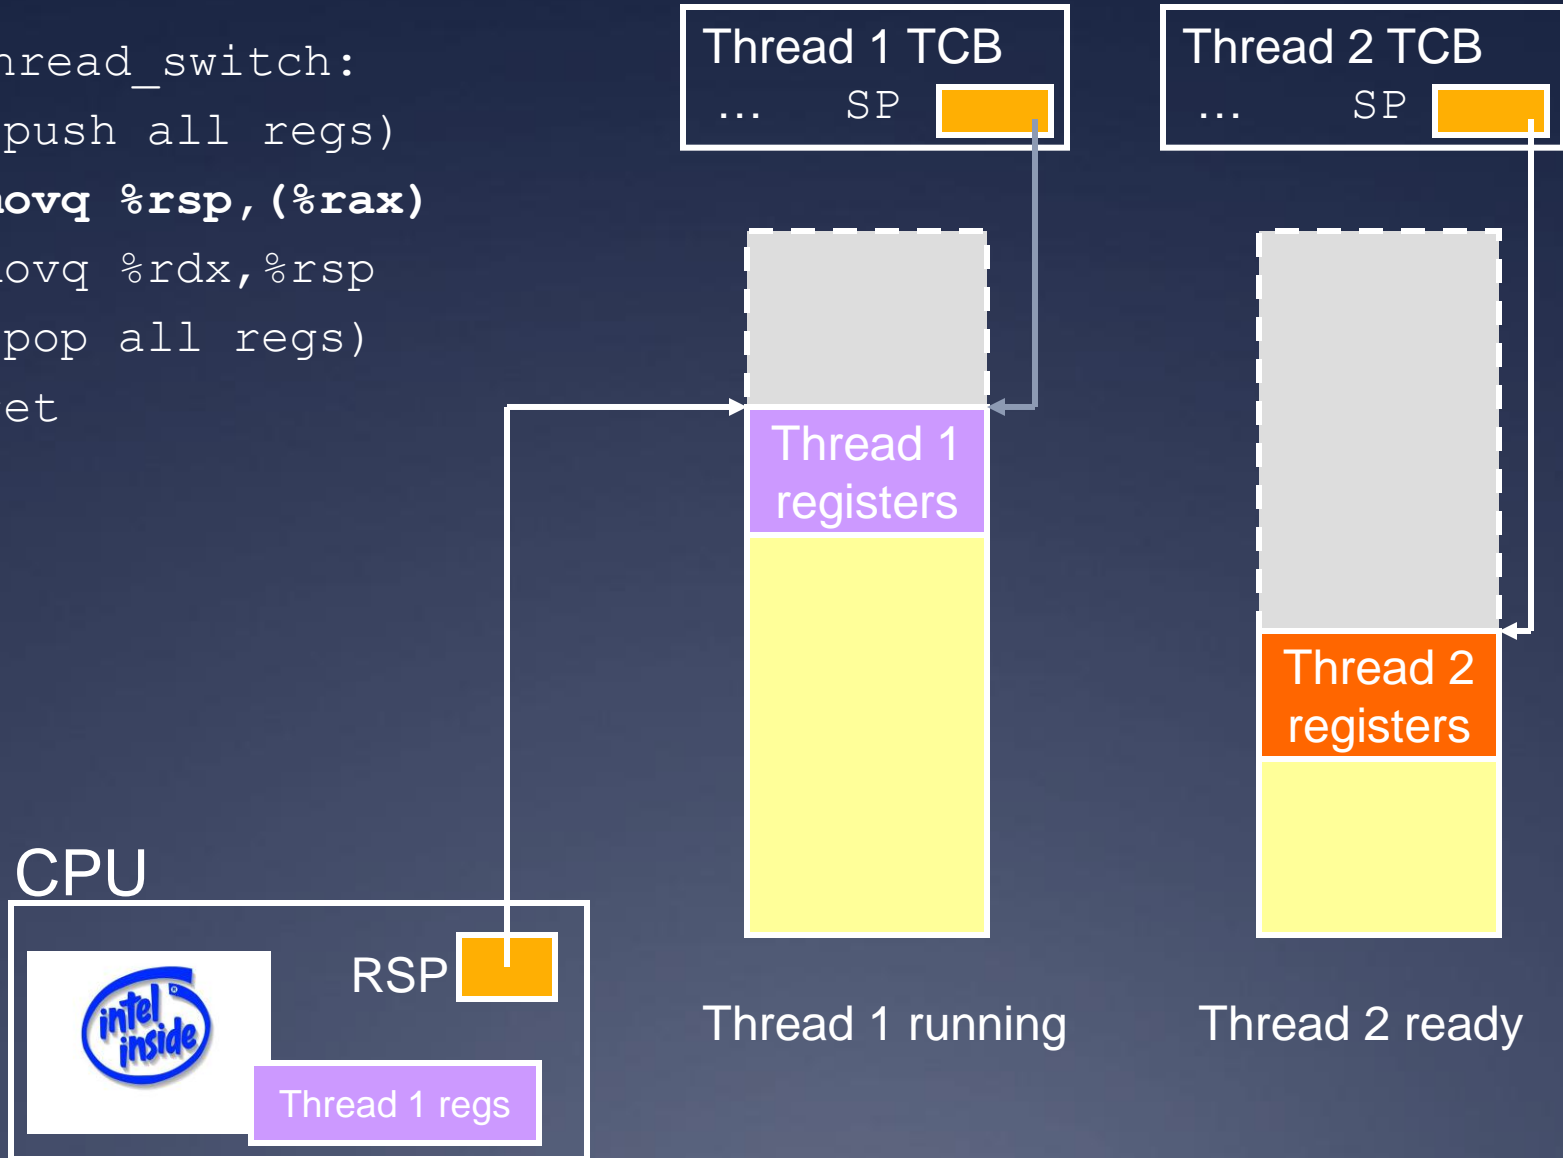 hread_switch:
push all regs)
ovq %rsp,(%rax)
ovq %rdx,%rsp
pop all regs)
et
Thread 1 TCB
... SP
Thread 2 TCB
... SP
Thread 1
registers
Thread 2
registers
CPU
RSP
intel
inside
®
Thread 1 regs
Thread 1 running
Thread 2 ready